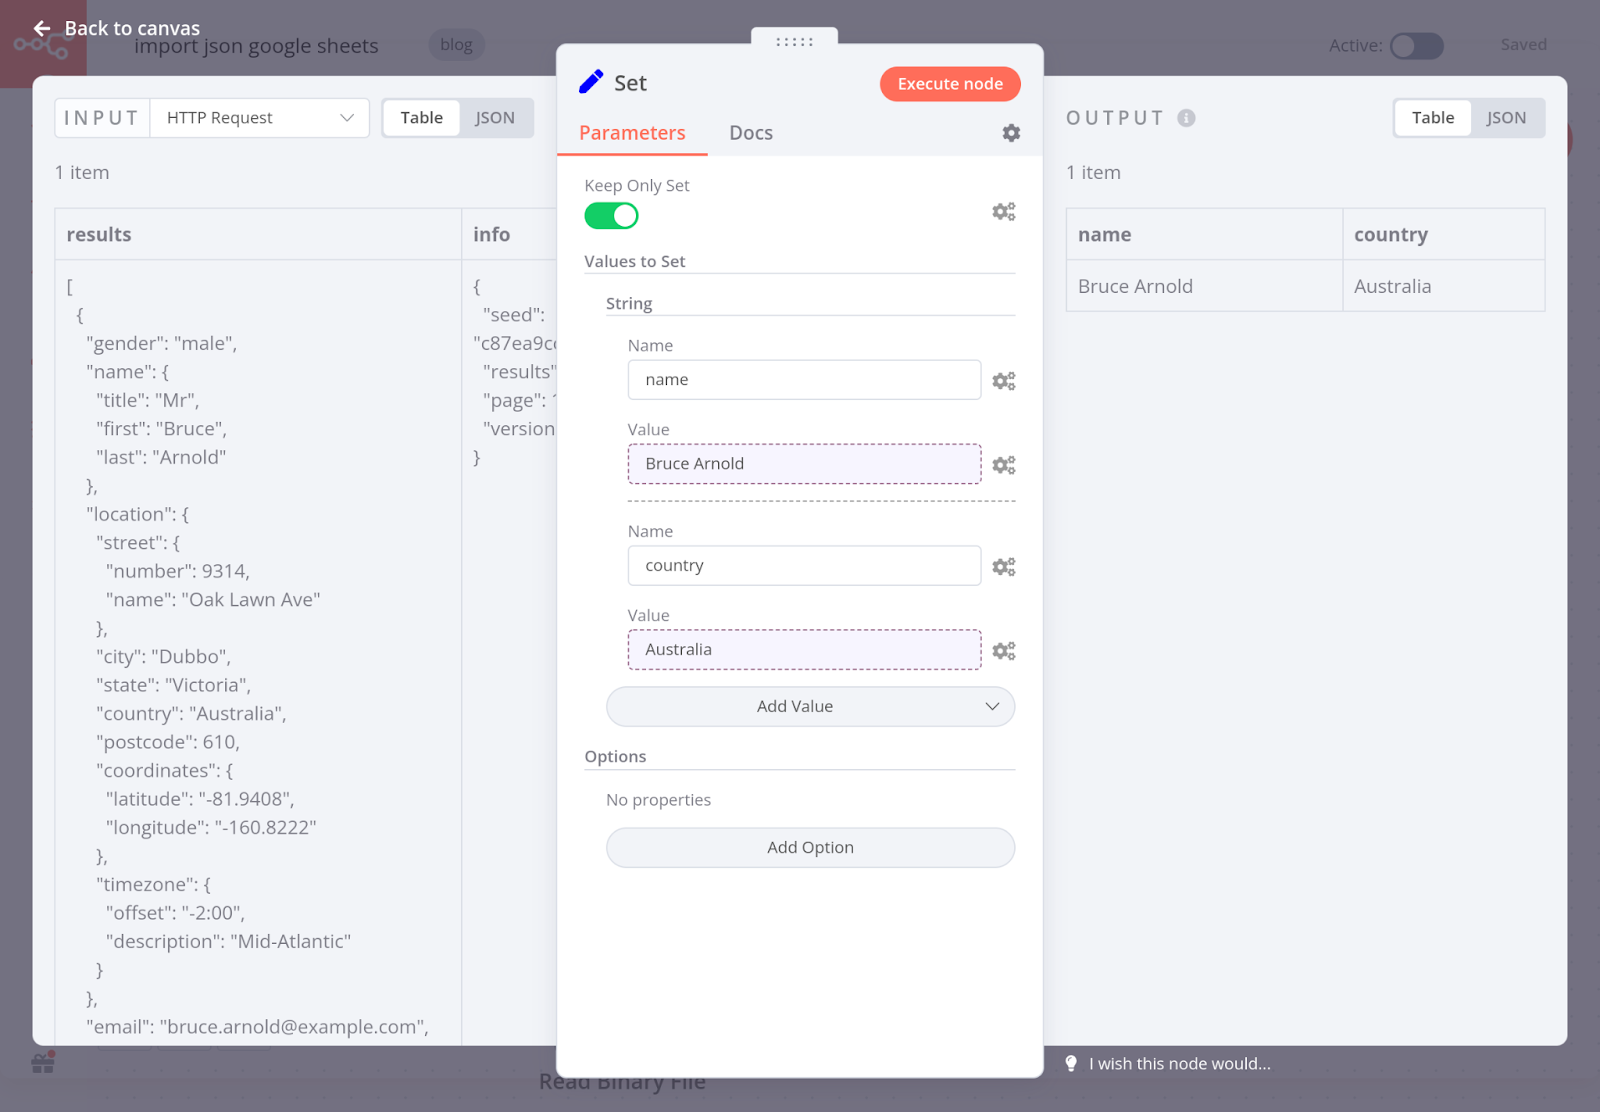 Back to canvas
import json google sheets
blog
Active:
Saved
INPUT
HTTP Request
Table
JSON
1 item
results
info
[
{
"gender": "male",
"name": {
"title": "Mr",
"first": "Bruce",
"last": "Arnold"
},
"location": {
"street": {
"number": 9314,
"name": "Oak Lawn Ave"
},
"city": "Dubbo",
"state": "Victoria",
"country": "Australia",
"postcode": 610,
"coordinates": {
"latitude": "-81.9408",
"longitude": "-160.8222"
},
"timezone": {
"offset": "-2:00",
"description": "Mid-Atlantic"
}
},
"email": "bruce.arnold@example.com",
{
"seed":
"c87ea9c
"results"
"page":
"version
}
Set
Execute node
Parameters
Docs
Keep Only Set
Values to Set
String
Name
name
Value
Bruce Arnold
Name
country
Value
Australia
Add Value
Options
No properties
Add Option
OUTPUT
Table
JSON
1 item
name
country
Bruce Arnold
Australia
I wish this node would...
Read Binary File